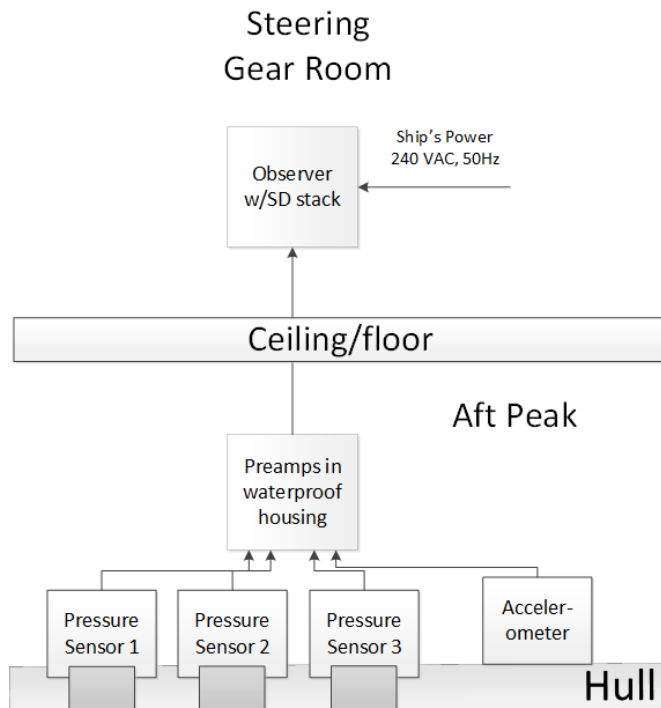 Steering
Gear Room
Ship's Power
240 VAC, 50Hz
Observer
w/SD stack
Ceiling/floor
Aft Peak
Preamps in
waterproof
housing
Pressure
Sensor 1
Pressure
Sensor 2
Pressure
Sensor 3
Acceler-
ometer
Hull